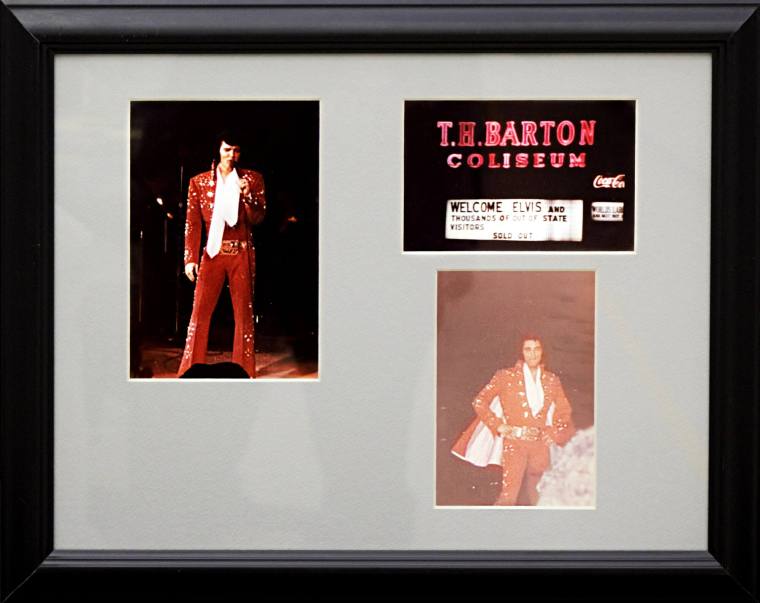 T.H.BARTON
COLISEUM
Coca-Cola
WELCOME ELVIS AND
THOUSANDS OF OUT OF STATE
VISITORS
SOLD OUT